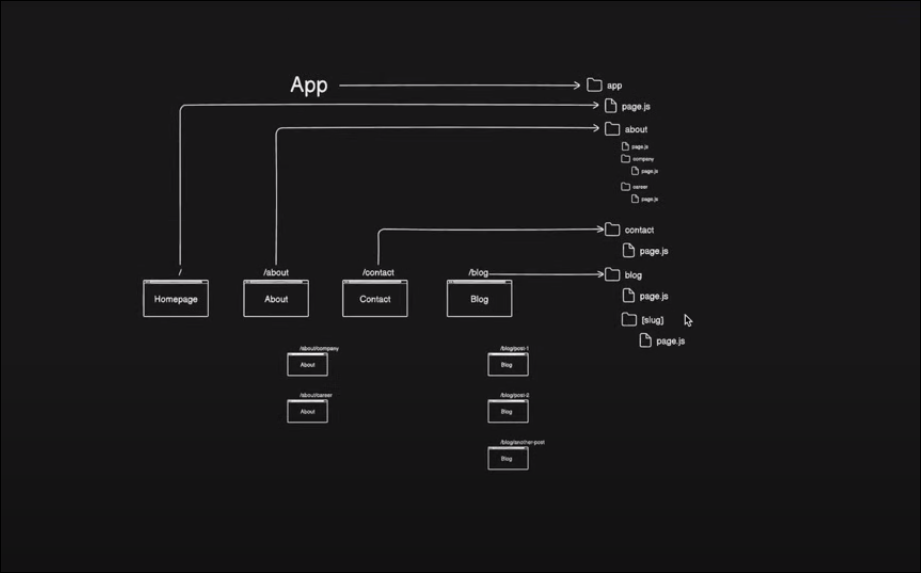 App
app
page.js
about
page.js
company
page.js
career
page.js
contact
page.js
/ /about /contact /blog
blog
Homepage About Contact Blog
page.js
[slug]
page.js
/about/company
About
/about/career
About
/blog/post-1
Blog
/blog/post-2
Blog
/blog/another-post
Blog